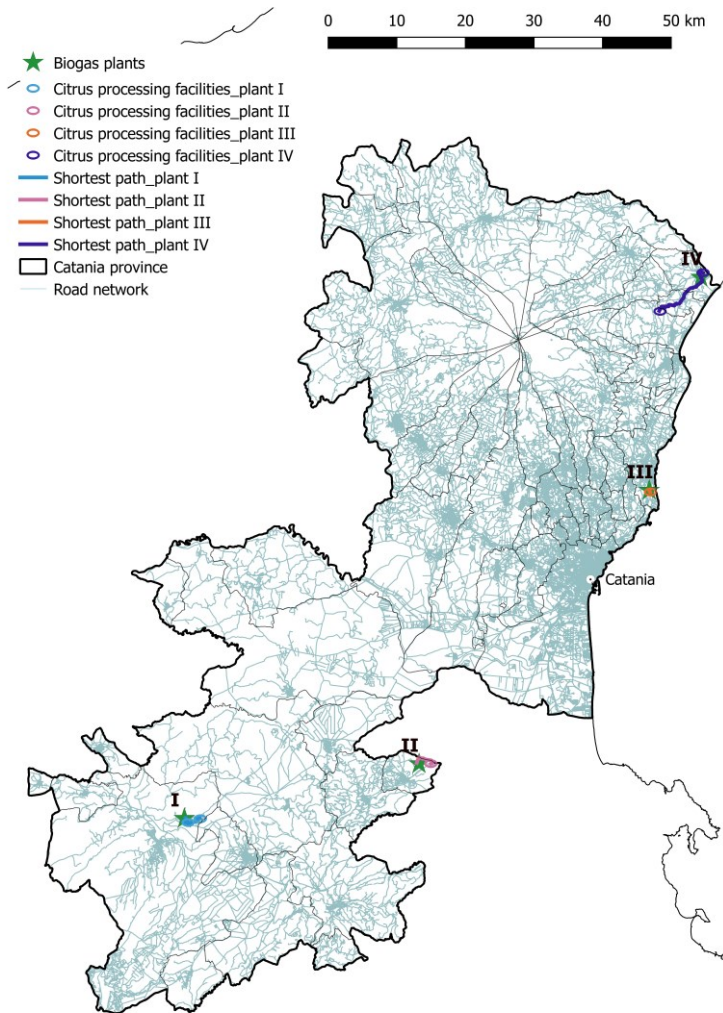 0 10 20 30 40 50 km
Biogas plants
Citrus processing facilities_plant I
Citrus processing facilities_plant II
Citrus processing facilities_plant III
Citrus processing facilities_plant IV
Shortest path_plant I
Shortest path_plant II
Shortest path_plant III
Shortest path_plant IV
Catania province
Road network
IV
III
Catania
II
I